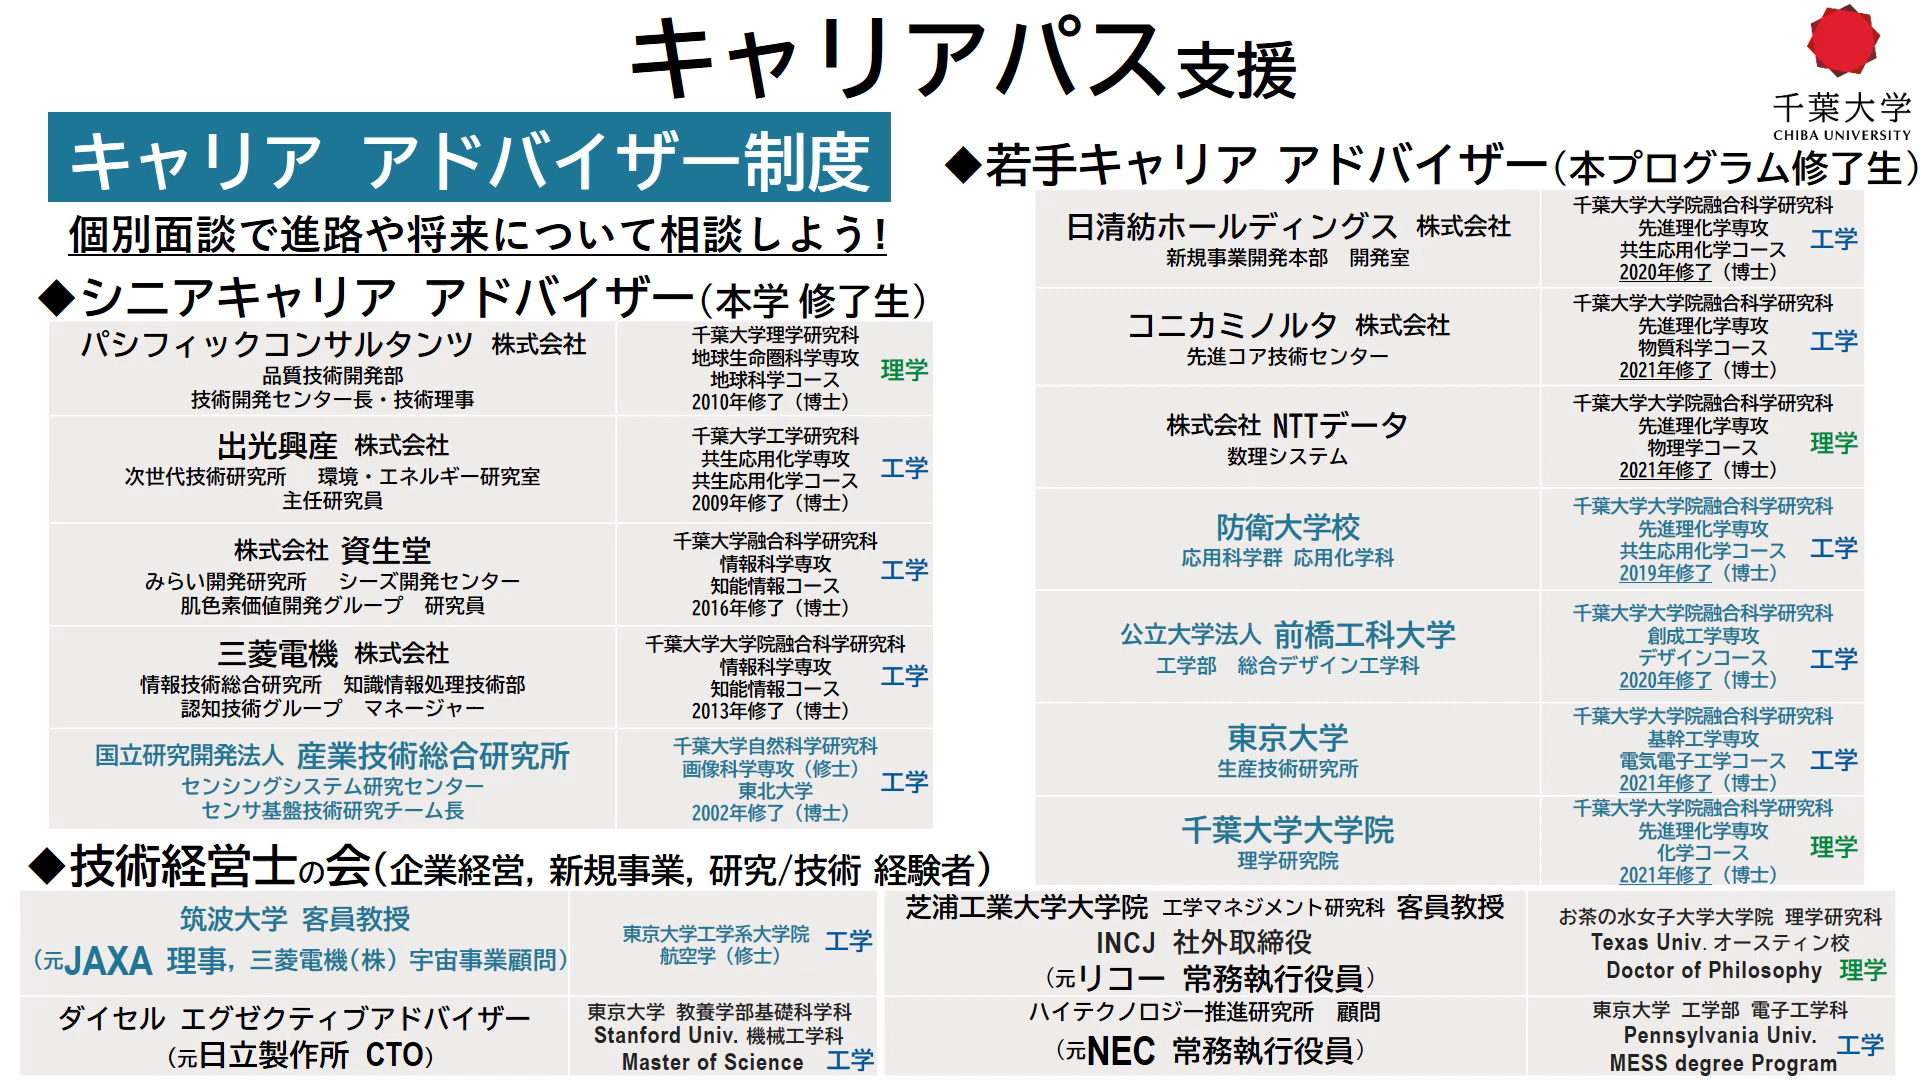 キャリアパス支援
千葉大学
CHIBA UNIVERSITY
キャリア アドバイザー制度
個別面談で進路や将来について相談しよう!
◆シニアキャリア アドバイザー(本学 修了生)
パシフィックコンサルタンツ 株式会社
品質技術開発部
技術開発センター長・技術理事
千葉大学理学研究科
地球生命圏科学専攻
地球科学コース
2010年修了（博士）
理学
出光興産 株式会社
次世代技術研究所　環境・エネルギー研究室
主任研究員
千葉大学工学研究科
共生応用化学専攻
共生応用化学コース
2009年修了（博士）
工学
株式会社 資生堂
みらい開発研究所　シーズ開発センター
肌色素価値開発グループ　研究員
千葉大学融合科学研究科
情報科学専攻
知能情報コース
2016年修了（博士）
工学
三菱電機 株式会社
情報技術総合研究所　知識情報処理技術部
認知技術グループ　マネージャー
千葉大学大学院融合科学研究科
情報科学専攻
知能情報コース
2013年修了（博士）
工学
国立研究開発法人 産業技術総合研究所
センシングシステム研究センター
センサ基盤技術研究チーム長
千葉大学自然科学研究科
画像科学専攻（修士）
東北大学
2002年修了（博士）
工学
◆若手キャリア アドバイザー(本プログラム修了生)
日清紡ホールディングス 株式会社
新規事業開発本部　開発室
千葉大学大学院融合科学研究科
先進理化学専攻
共生応用化学コース
2020年修了（博士）
工学
コニカミノルタ 株式会社
先進コア技術センター
千葉大学大学院融合科学研究科
先進理化学専攻
物質科学コース
2021年修了（博士）
工学
株式会社 NTTデータ
数理システム
千葉大学大学院融合科学研究科
先進理化学専攻
物理学コース
2021年修了（博士）
理学
防衛大学校
応用科学群 応用化学科
千葉大学大学院融合科学研究科
先進理化学専攻
共生応用化学コース
2019年修了（博士）
工学
公立大学法人 前橋工科大学
工学部　総合デザイン工学科
千葉大学大学院融合科学研究科
創成工学専攻
デザインコース
2020年修了（博士）
工学
東京大学
生産技術研究所
千葉大学大学院融合科学研究科
基幹工学専攻
電気電子工学コース
2021年修了（博士）
工学
千葉大学大学院
理学研究院
千葉大学大学院融合科学研究科
先進理化学専攻
化学コース
2021年修了（博士）
理学
◆技術経営士の会(企業経営, 新規事業, 研究/技術 経験者)
筑波大学 客員教授
(元JAXA 理事, 三菱電機(株) 宇宙事業顧問)
東京大学工学系大学院
航空学（修士）
工学
ダイセル エグゼクティブアドバイザー
(元日立製作所 CTO)
東京大学 教養学部基礎科学科
Stanford Univ. 機械工学科
Master of Science
工学
芝浦工業大学大学院 工学マネジメント研究科 客員教授
INCJ 社外取締役
(元リコー 常務執行役員)
お茶の水女子大学大学院 理学研究科
Texas Univ. オースティン校
Doctor of Philosophy
理学
ハイテクノロジー推進研究所　顧問
(元NEC 常務執行役員)
東京大学 工学部 電子工学科
Pennsylvania Univ.
MESS degree Program
工学